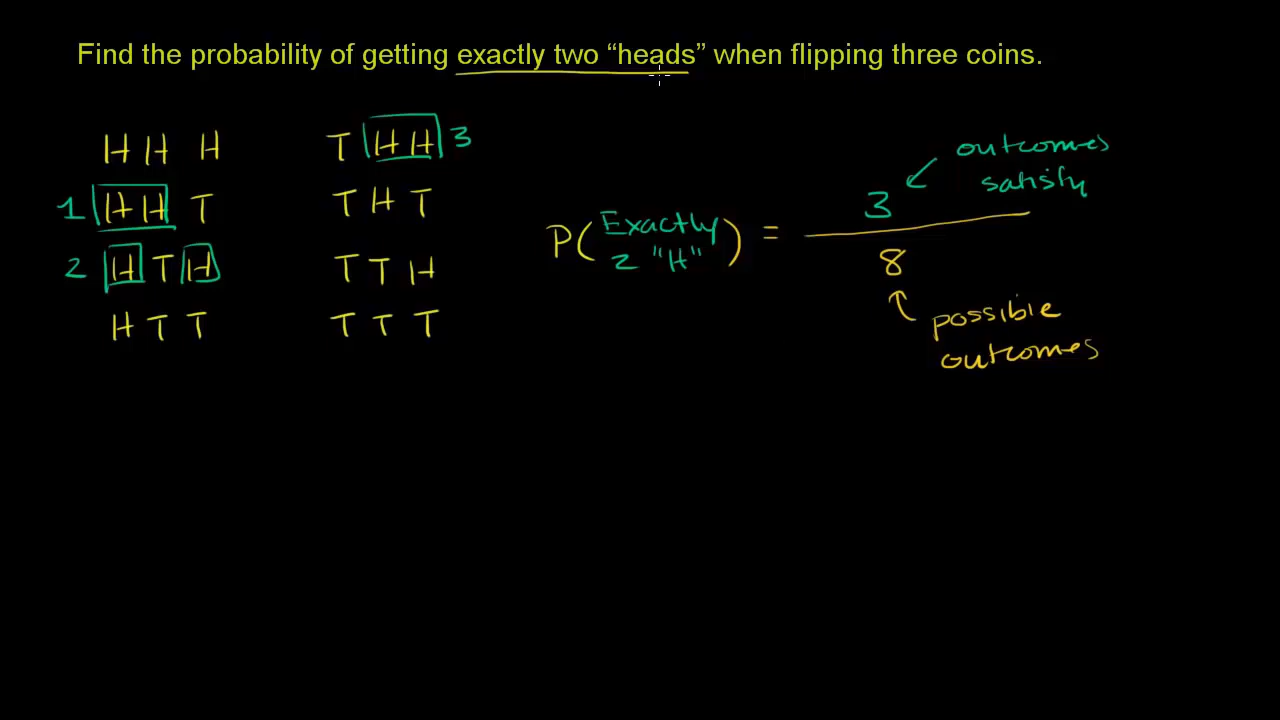 Find the probability of getting exactly two “heads” when flipping three coins.
H H H
1 H H T
2 H T H
H T T
T H H 3
T H T
T T H
T T T
P( Exactly 2 "H" ) = 3 / 8
outcomes
satisfy
possible
outcomes